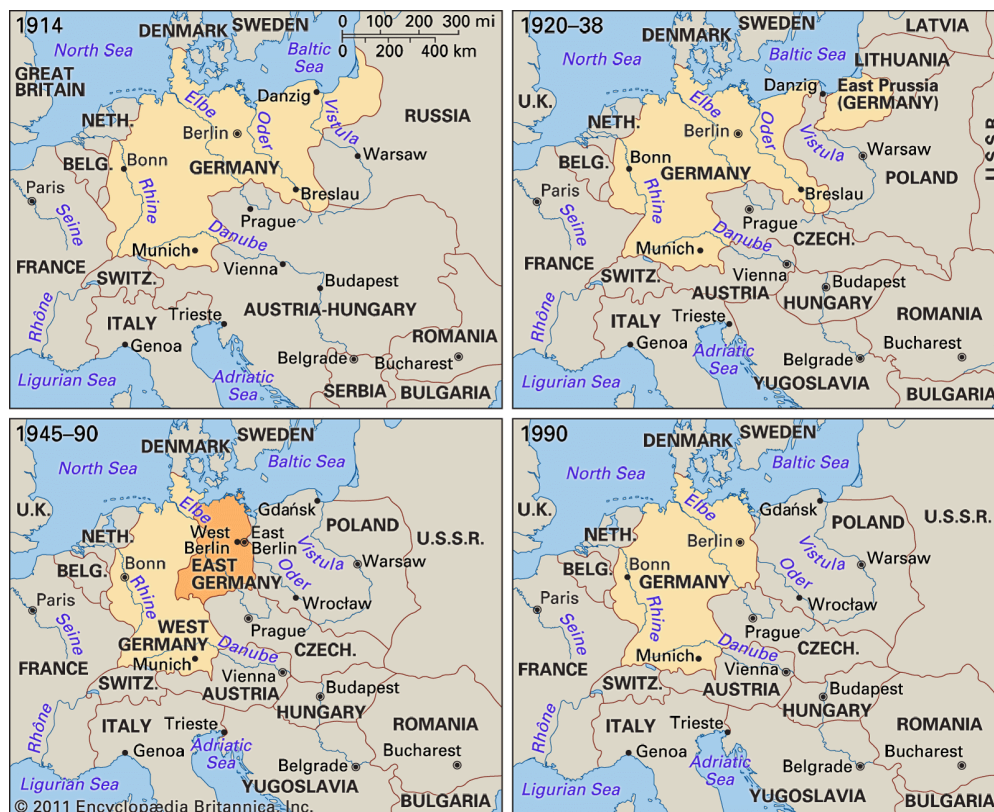 1914
DENMARK
SWEDEN
0 100 200 300 mi
0 200 400 km
North Sea
Baltic
Sea
GREAT
BRITAIN
Elbe
Danzig
Vistula
RUSSIA
NETH.
Berlin
Oder
Warsaw
BELG.
Bonn
GERMANY
Paris
Rhine
Breslau
Seine
Prague
Munich
Danube
FRANCE
SWITZ.
Vienna
Budapest
Rhône
AUSTRIA-HUNGARY
ITALY
Trieste
ROMANIA
Genoa
Belgrade
Bucharest
Ligurian Sea
Adriatic
Sea
SERBIA
BULGARIA
1920–38
DENMARK
SWEDEN
LATVIA
North Sea
Baltic Sea
LITHUANIA
U.K.
Elbe
Danzig
East Prussia
(GERMANY)
NETH.
Berlin
Oder
Vistula
U.S.S.R.
BELG.
Bonn
GERMANY
Warsaw
POLAND
Paris
Rhine
Breslau
Seine
Prague
Munich
Danube
CZECH.
FRANCE
SWITZ.
Vienna
Budapest
AUSTRIA
HUNGARY
Rhône
ITALY
Trieste
ROMANIA
Genoa
Bucharest
Adriatic
Sea
Belgrade
Ligurian Sea
YUGOSLAVIA
BULGARIA
1945–90
DENMARK
SWEDEN
North Sea
Baltic Sea
U.K.
Elbe
Gdańsk
POLAND
NETH.
West
Berlin
East
Berlin
Vistula
U.S.S.R.
BELG.
Bonn
EAST
GERMANY
Oder
Warsaw
Paris
Rhine
Wrocław
Seine
WEST
GERMANY
Prague
Munich
Danube
CZECH.
FRANCE
SWITZ.
Vienna
AUSTRIA
Budapest
HUNGARY
Rhône
ITALY
Trieste
ROMANIA
Genoa
Adriatic
Sea
Bucharest
Belgrade
Ligurian Sea
YUGOSLAVIA
BULGARIA
© 2011 Encyclopædia Britannica, Inc.
1990
DENMARK
SWEDEN
North Sea
Baltic Sea
U.K.
Elbe
Gdańsk
POLAND
U.S.S.R.
NETH.
Berlin
Vistula
BELG.
Bonn
GERMANY
Oder
Warsaw
Paris
Rhine
Wrocław
Seine
Prague
Munich
Danube
CZECH.
FRANCE
SWITZ.
Vienna
AUSTRIA
Budapest
HUNGARY
Rhône
ITALY
Trieste
ROMANIA
Genoa
Bucharest
Adriatic
Sea
Belgrade
Ligurian Sea
YUGOSLAVIA
BULGARIA